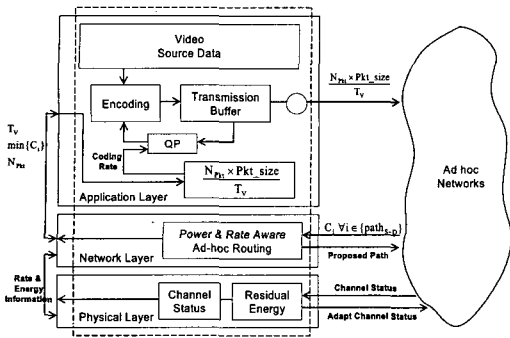 Video
Source Data
Encoding
Transmission
Buffer
N_Pkt × Pkt_size
T_V
QP
Coding
Rate
N_Pkt × Pkt_size
T_V
Application Layer
T_V
min{C_i}
N_Pkt
Ad hoc
Networks
Power & Rate Aware
Ad-hoc Routing
C_i ∀i ∈ {path_S-D}
Proposed Path
Network Layer
Rate &
Energy
Information
Channel
Status
Residual
Energy
Channel Status
Adapt Channel Status
Physical Layer